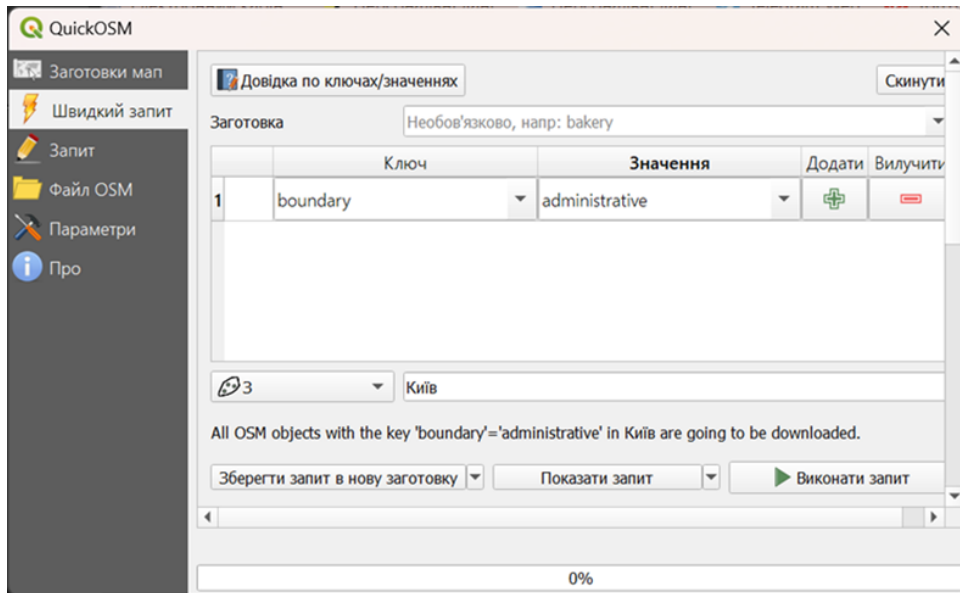 QuickOSM
Заготовки мап
Швидкий запит
Запит
Файл OSM
Параметри
Про
Довідка по ключах/значеннях
Скинути
Заготовка
Необов'язково, напр: bakery
Ключ
Значення
Додати
Вилучити
1
boundary
administrative
З
Київ
All OSM objects with the key 'boundary'='administrative' in Київ are going to be downloaded.
Зберегти запит в нову заготовку
Показати запит
Виконати запит
0%